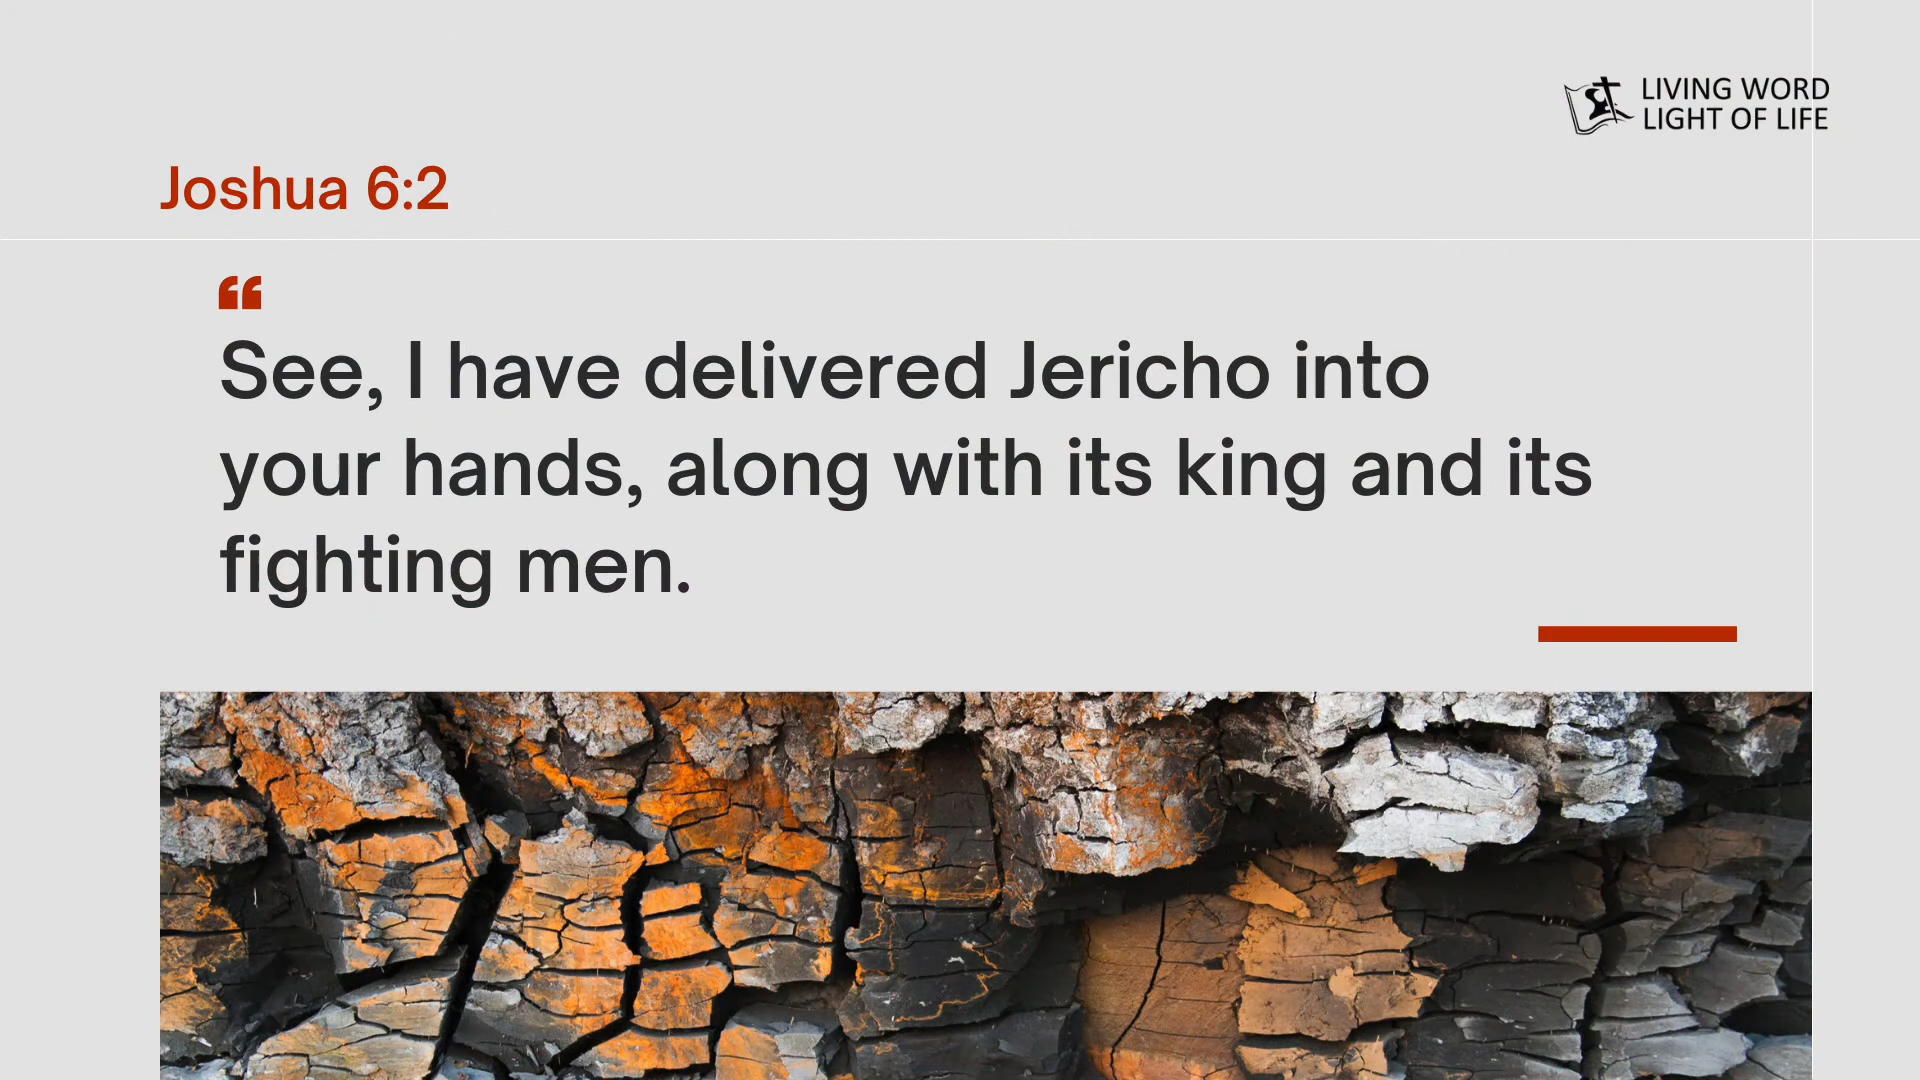 LIVING WORD
LIGHT OF LIFE
Joshua 6:2
“
See, I have delivered Jericho into
your hands, along with its king and its
fighting men.